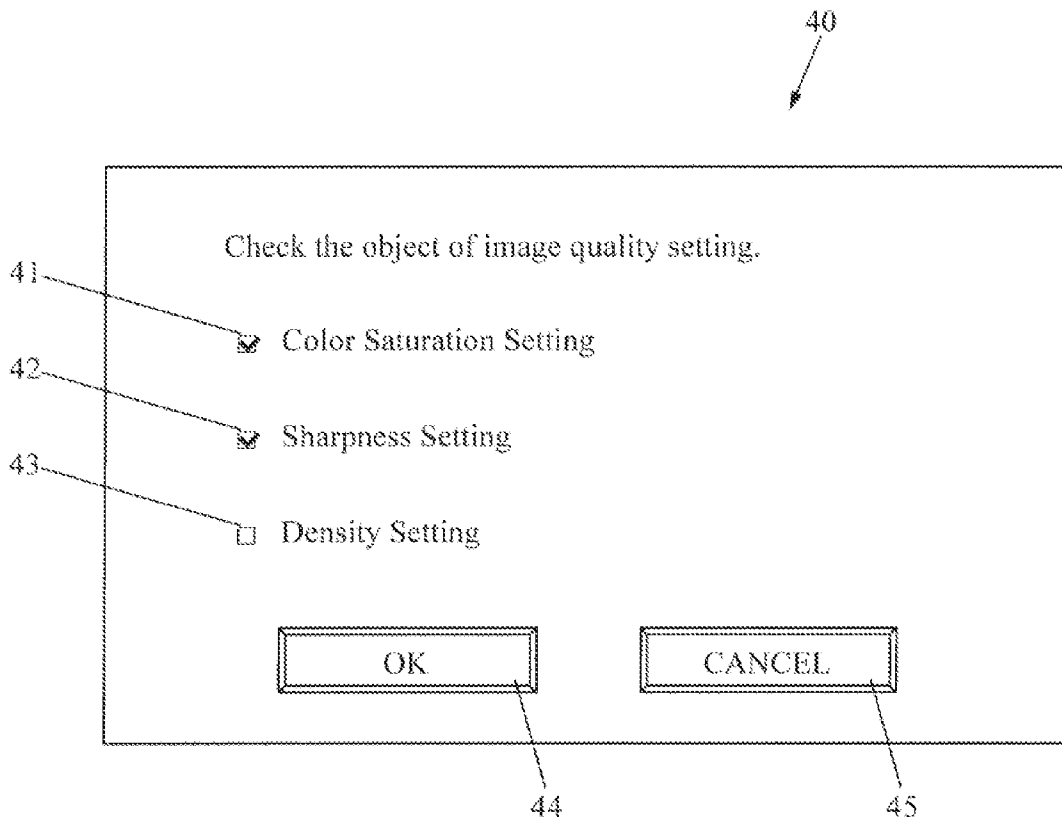 40
Check the object of image quality setting.
41
Color Saturation Setting
42
Sharpness Setting
43
Density Setting
OK
CANCEL
44
45